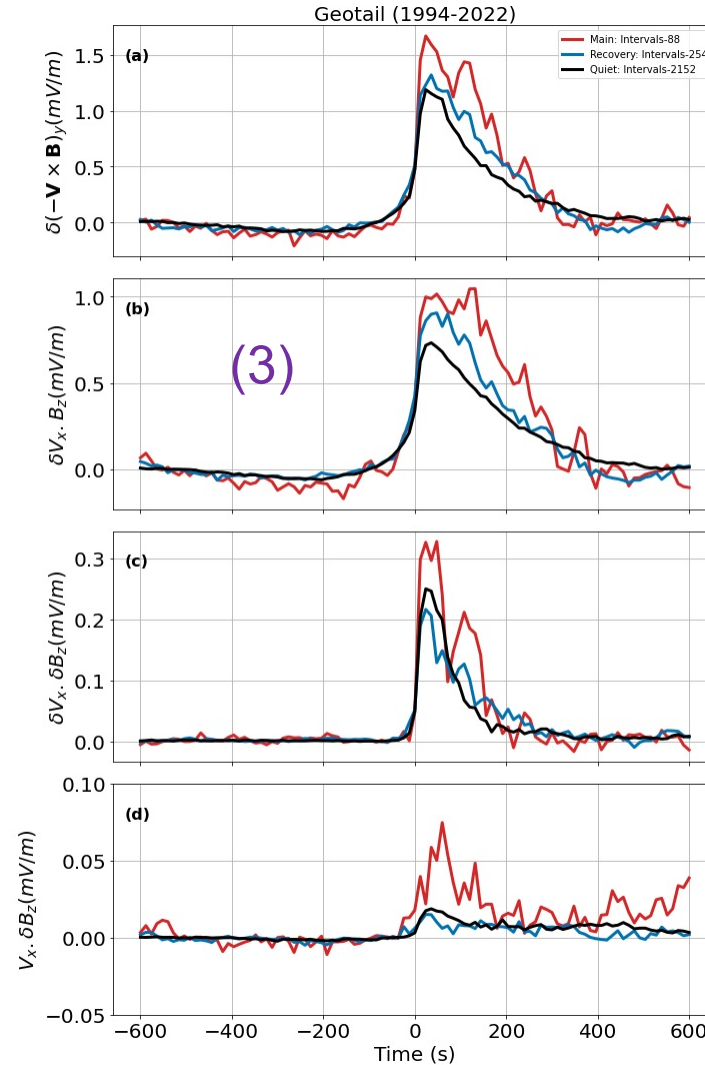 Geotail (1994-2022)
δ(−V × B)y(mV/m)
(a)
Main: Intervals-88
Recovery: Intervals-254
Quiet: Intervals-2152
1.5
1.0
0.5
0.0
δVx. Bz(mV/m)
(b)
(3)
1.0
0.5
0.0
δVx. δBz(mV/m)
(c)
0.3
0.2
0.1
0.0
Vx. δBz(mV/m)
(d)
0.10
0.05
0.00
−0.05
−600 −400 −200 0 200 400 600
Time (s)